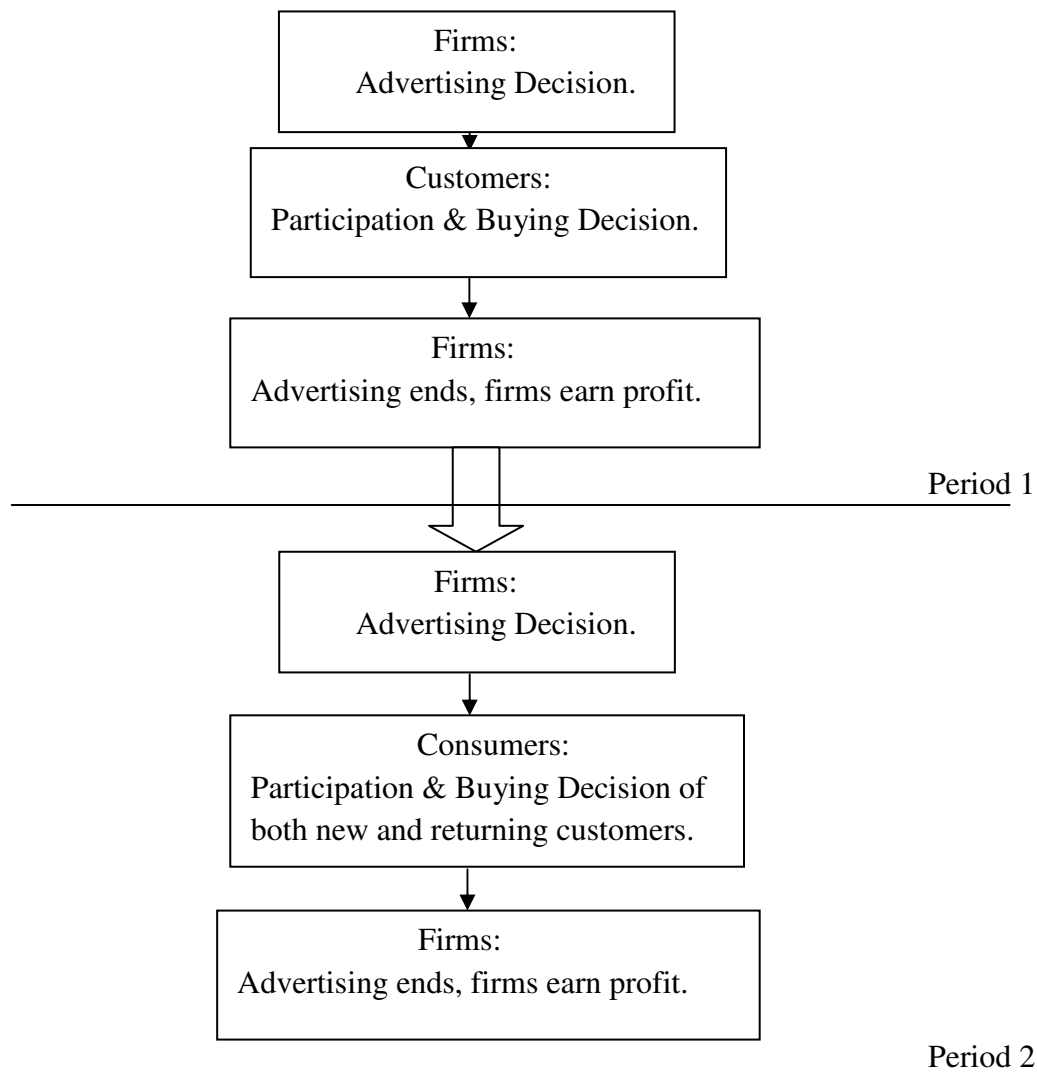 Firms:
Advertising Decision.
Customers:
Participation & Buying Decision.
Firms:
Advertising ends, firms earn profit.
Period 1
Firms:
Advertising Decision.
Consumers:
Participation & Buying Decision of
both new and returning customers.
Firms:
Advertising ends, firms earn profit.
Period 2